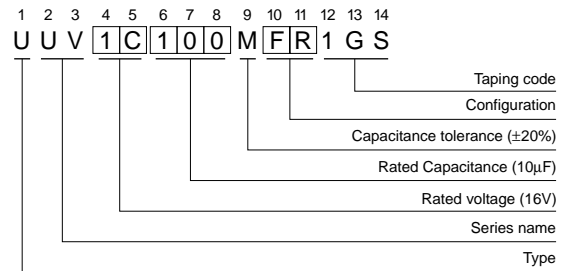 1 2 3 4 5 6 7 8 9 10 11 12 13 14
U U V 1 C 1 0 0 M F R 1 G S
Taping code
Configuration
Capacitance tolerance (±20%)
Rated Capacitance (10µF)
Rated voltage (16V)
Series name
Type